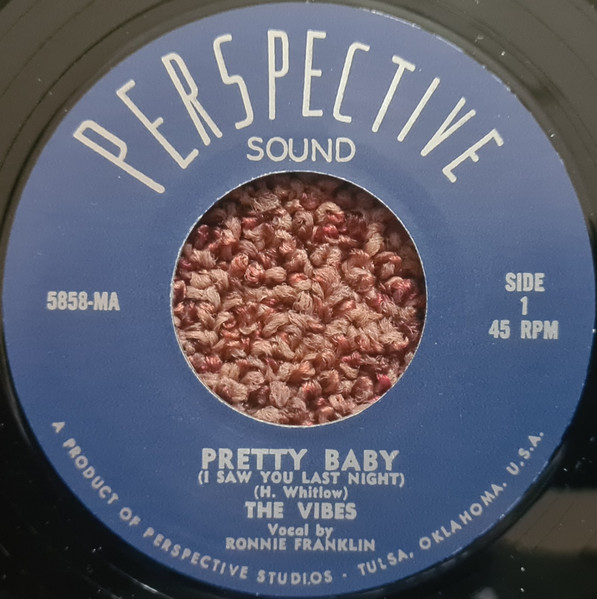 PERSPECTIVE
SOUND
5858-MA
SIDE
1
45 RPM
PRETTY BABY
(I SAW YOU LAST NIGHT)
(H. Whitlow)
THE VIBES
Vocal by
RONNIE FRANKLIN
A PRODUCT OF PERSPECTIVE STUDIOS - TULSA, OKLAHOMA. U.S.A.